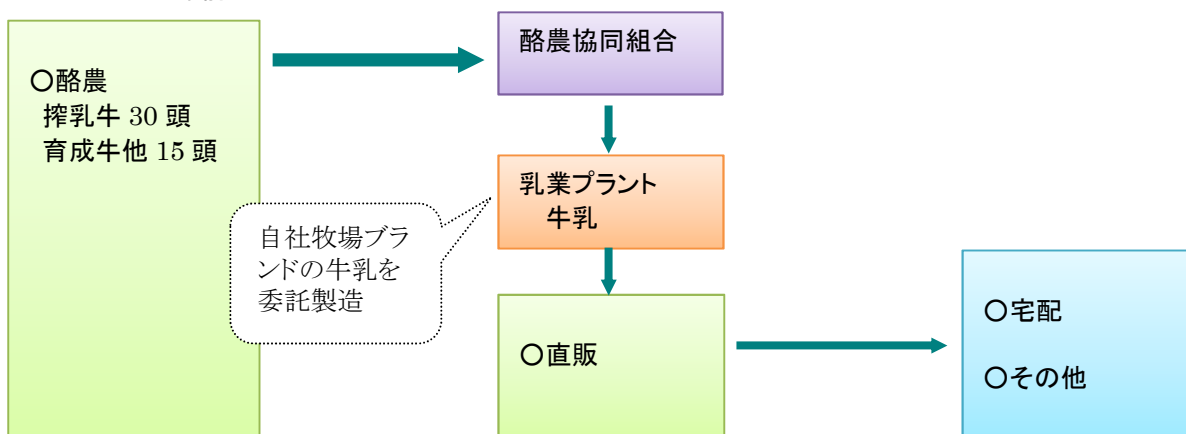 〇酪農
搾乳牛 30 頭
育成牛他 15 頭
酪農協同組合
乳業プラント
牛乳
自社牧場ブラ
ンドの牛乳を
委託製造
〇直販
〇宅配
〇その他